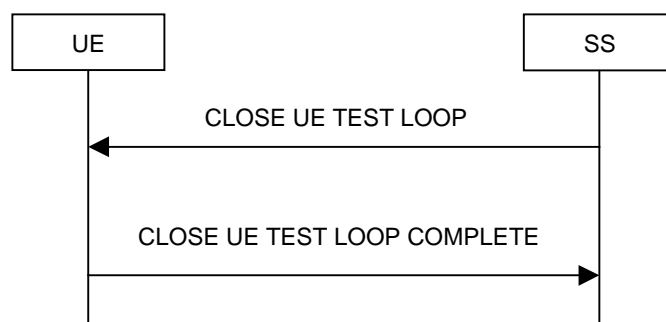 UE
SS
CLOSE UE TEST LOOP
CLOSE UE TEST LOOP COMPLETE